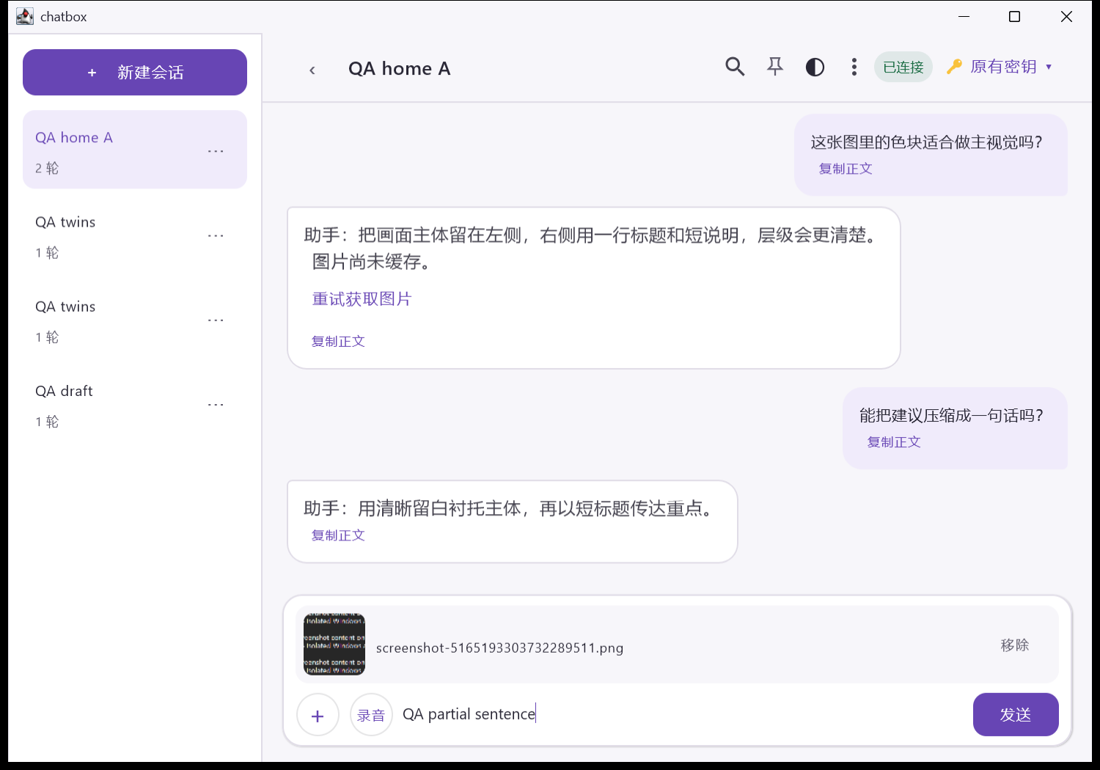 chatbox
+ 新建会话
QA home A
2 轮
...
QA twins
1 轮
...
QA twins
1 轮
...
QA draft
1 轮
...
‹ QA home A
已连接
原有密钥
这张图里的色块适合做主视觉吗?
复制正文
助手: 把画面主体留在左侧，右侧用一行标题和短说明，层级会更清楚。
图片尚未缓存。
重试获取图片
复制正文
能把建议压缩成一句话吗?
复制正文
助手: 用清晰留白衬托主体，再以短标题传达重点。
复制正文
screenshot-5165193303732289511.png
移除
+ 录音 QA partial sentence
发送